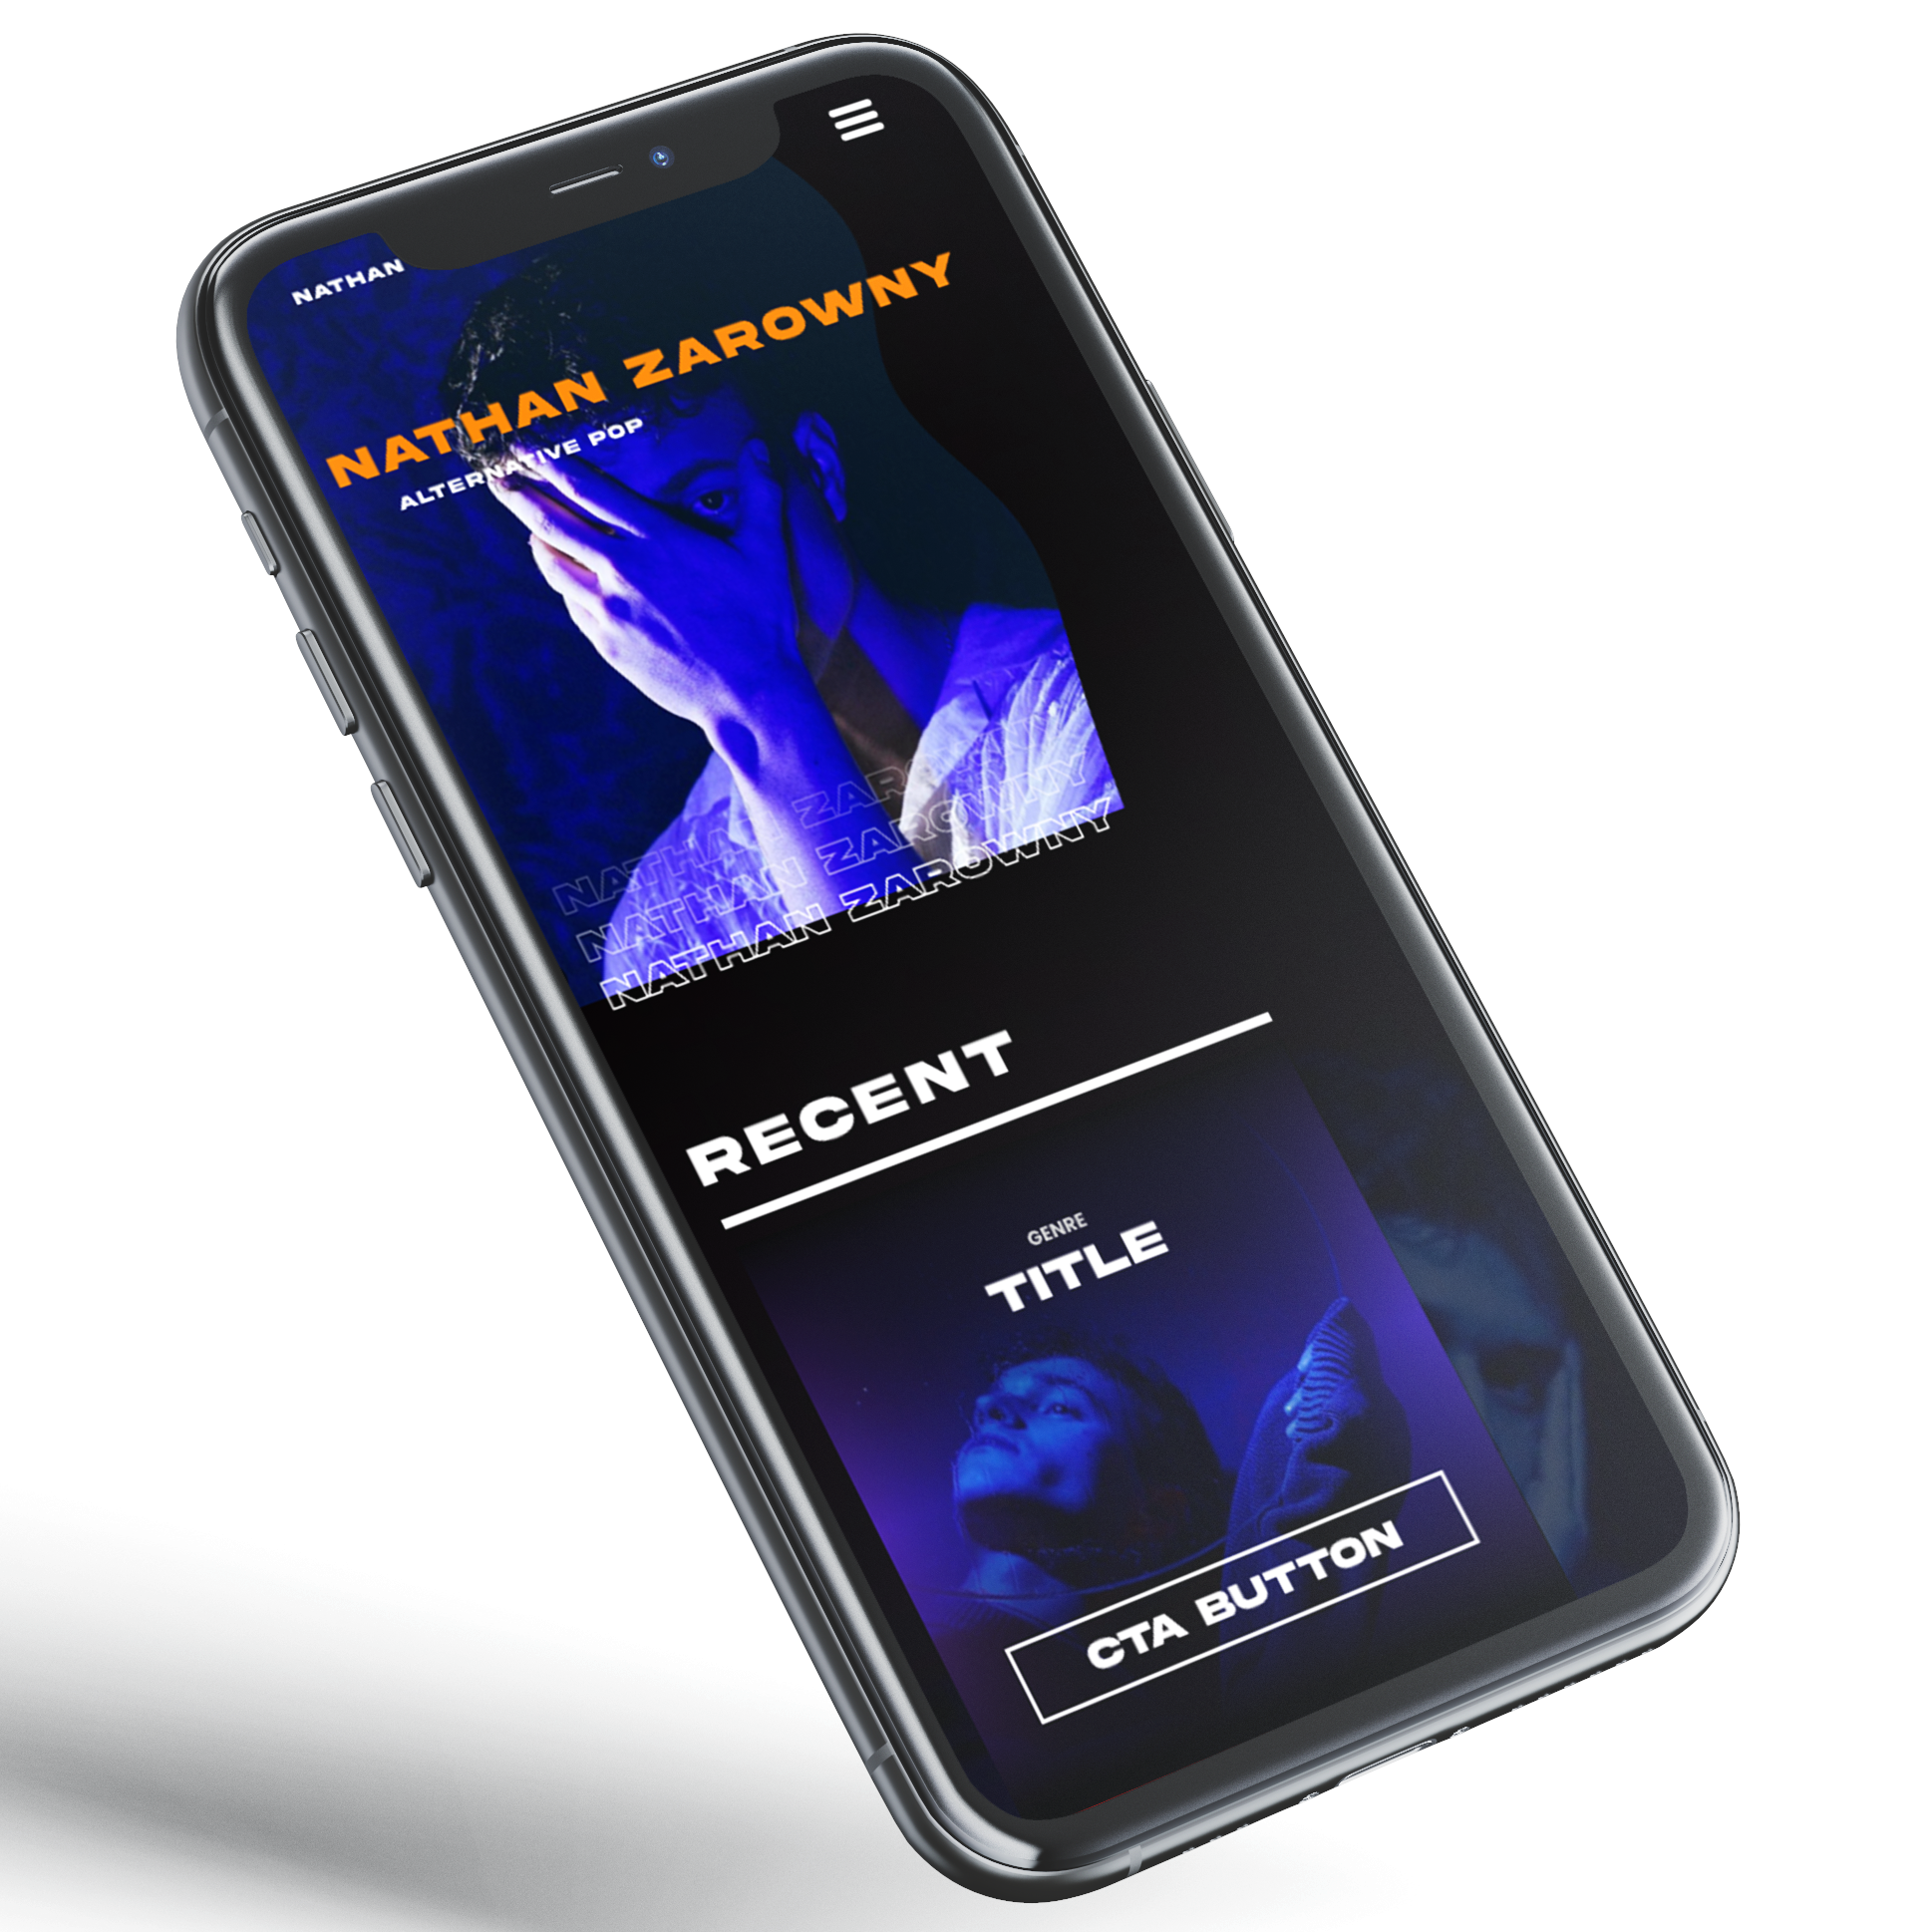 NATHAN
NATHAN ZAROWNY
ALTERNATIVE POP
NATHAN ZAROWNY
NATHAN ZAROWNY
NATHAN ZAROWNY
RECENT
GENRE
TITLE
CTA BUTTON